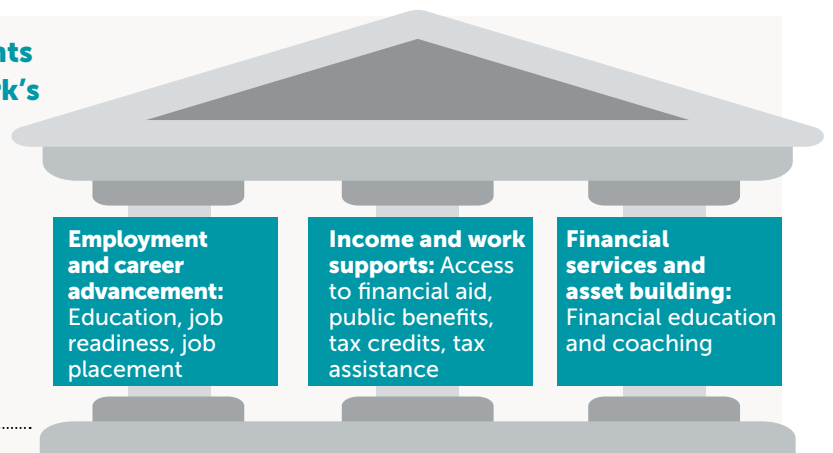 Employment
and career
advancement:
Education, job
readiness, job
placement
Income and work
supports: Access
to financial aid,
public benefits,
tax credits, tax
assistance
Financial
services and
asset building:
Financial education
and coaching